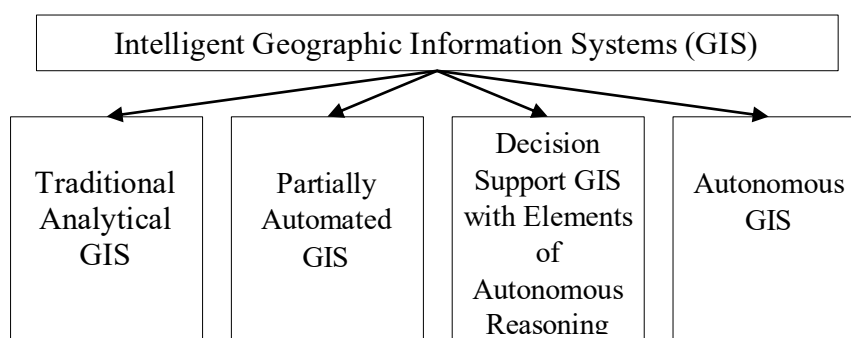 Intelligent Geographic Information Systems (GIS)
Traditional
Analytical
GIS
Partially
Automated
GIS
Decision
Support GIS
with Elements
of
Autonomous
Reasoning
Autonomous
GIS